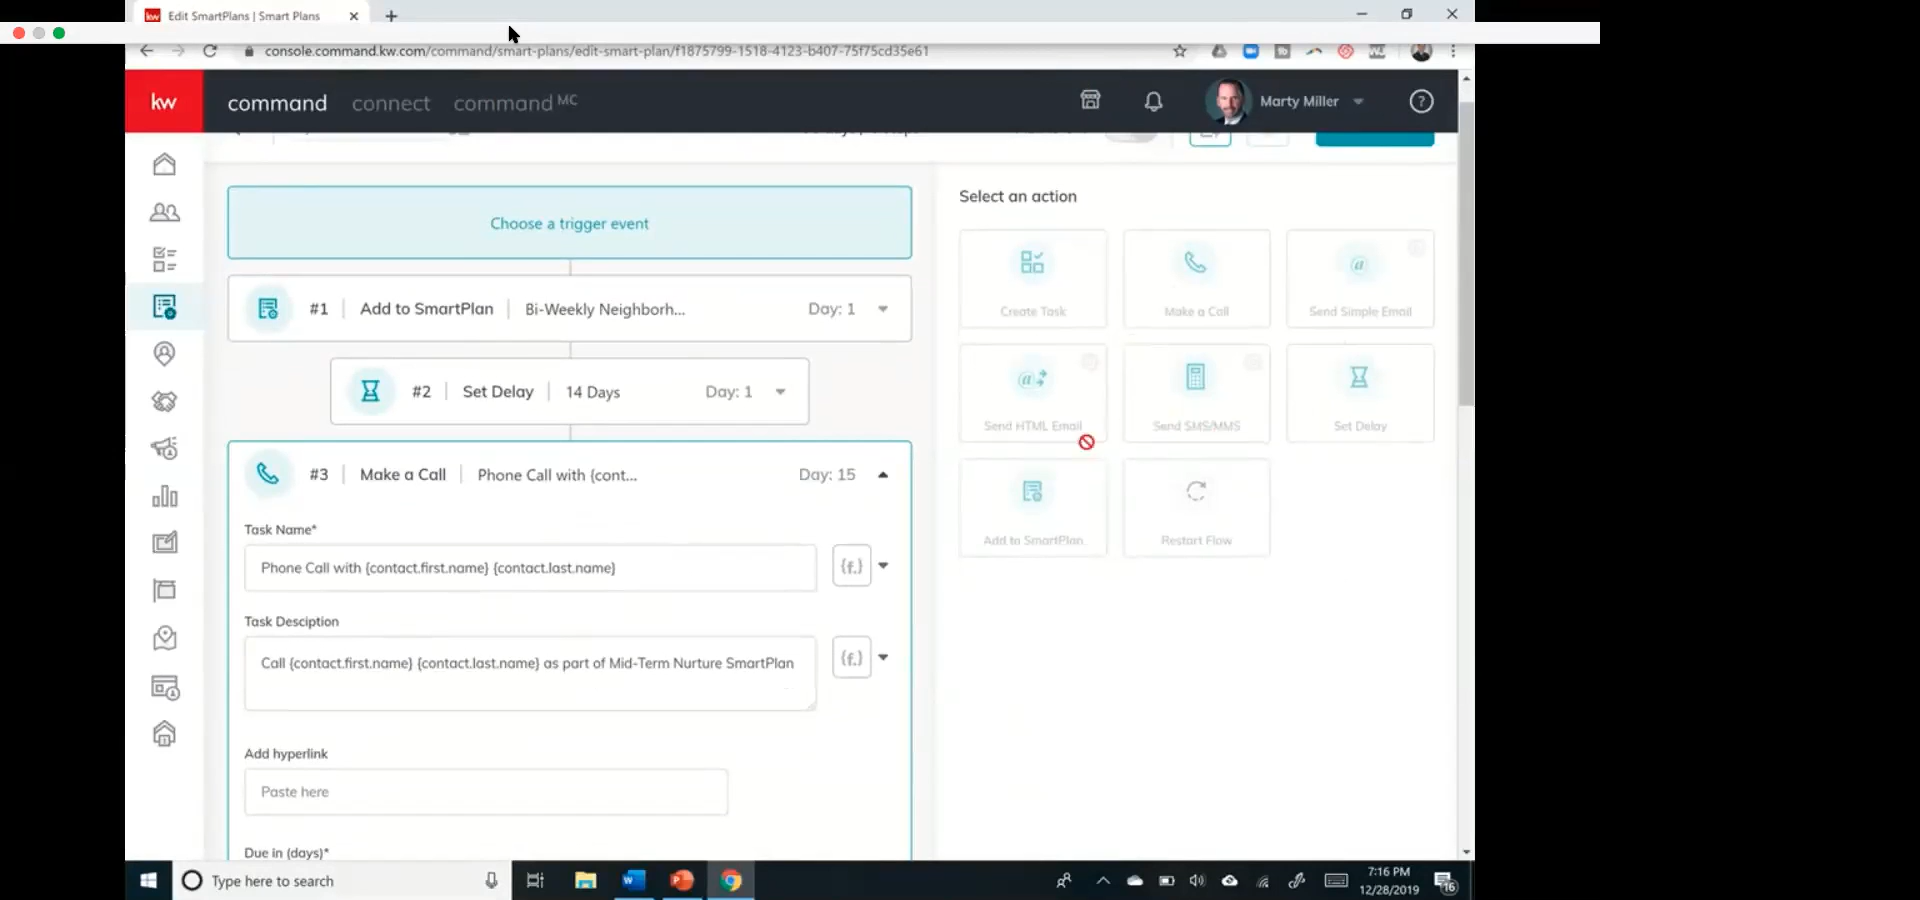 Edit SmartPlans | Smart Plans
console.command.kw.com/command/smart-plans/edit-smart-plan/f1875799-1518-4123-b407-75f75cd35e61
kw
command connect command MC
Marty Miller
Choose a trigger event
#1 | Add to SmartPlan | Bi-Weekly Neighborh... Day: 1
#2 | Set Delay | 14 Days Day: 1
#3 | Make a Call | Phone Call with {cont... Day: 15
Task Name*
Phone Call with {contact.first.name} {contact.last.name}
{f.}
Task Desciption
Call {contact.first.name} {contact.last.name} as part of Mid-Term Nurture SmartPlan
{f.}
Add hyperlink
Paste here
Due in (days)*
Select an action
Create Task
Make a Call
Send Simple Email
Send HTML Email
Send SMS/MMS
Set Delay
Add to SmartPlan
Restart Flow
Type here to search
7:16 PM
12/28/2019
16